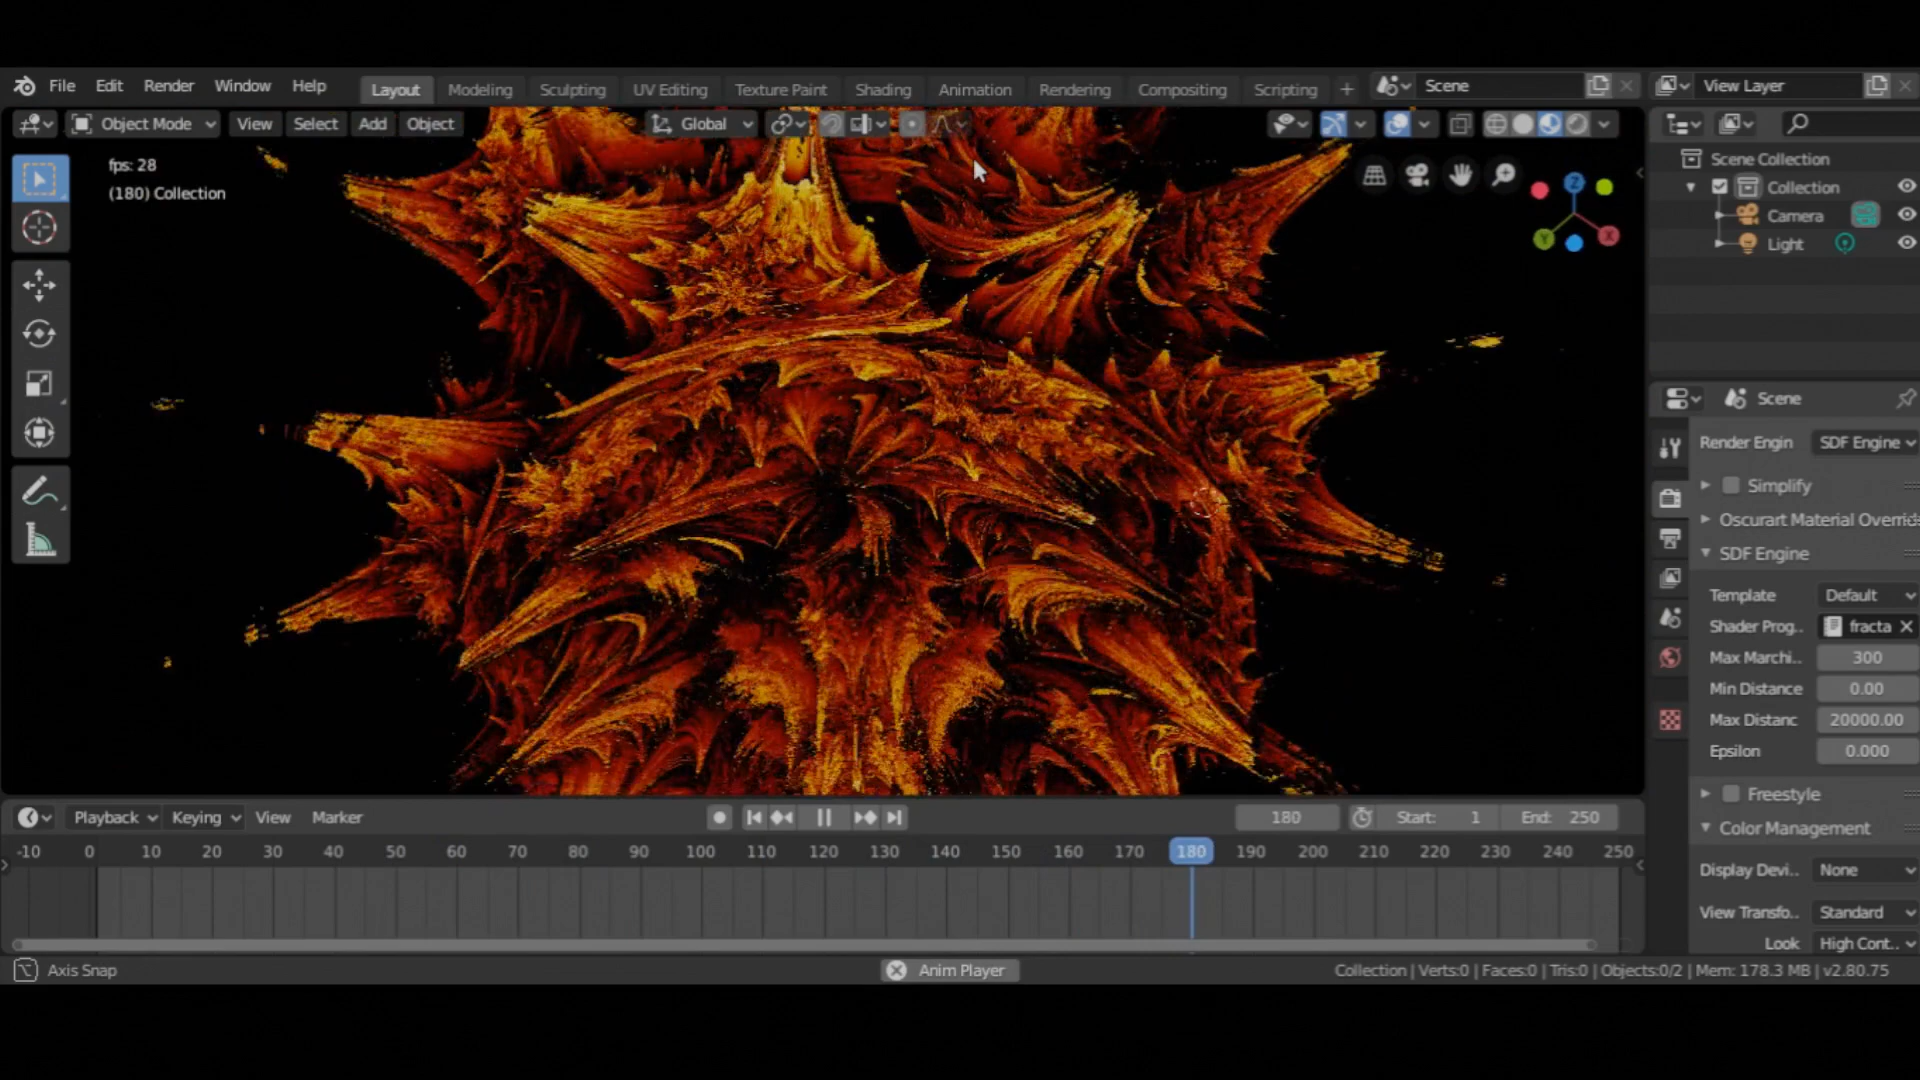 File Edit Render Window Help Layout Modeling Sculpting UV Editing Texture Paint Shading Animation Rendering Compositing Scripting + Scene View Layer
Object Mode View Select Add Object Global
fps: 28
(180) Collection
Z
Y
X
Scene Collection
Collection
Camera
Light
Scene
Render Engin SDF Engine
Simplify
Oscurart Material Overrid
SDF Engine
Template Default
Shader Prog.. fracta
Max Marchi.. 300
Min Distance 0.00
Max Distanc 20000.00
Epsilon 0.000
Freestyle
Color Management
Display Devi.. None
View Transfo.. Standard
Look High Cont..
Playback Keying View Marker 180 Start: 1 End: 250
-10 0 10 20 30 40 50 60 70 80 90 100 110 120 130 140 150 160 170 180 190 200 210 220 230 240 250
Axis Snap Anim Player Collection | Verts:0 | Faces:0 | Tris:0 | Objects:0/2 | Mem: 178.3 MB | v2.80.75